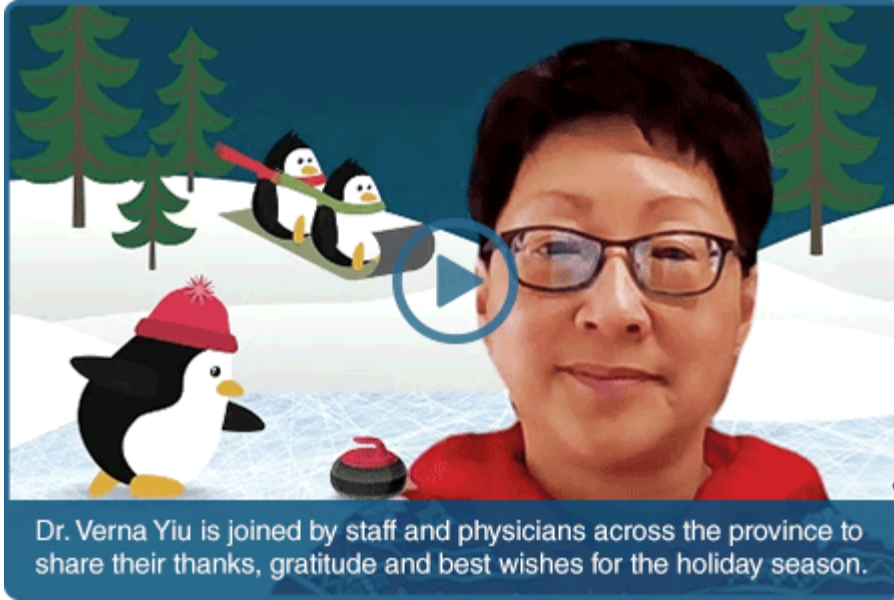 Dr. Verna Yiu is joined by staff and physicians across the province to
share their thanks, gratitude and best wishes for the holiday season.